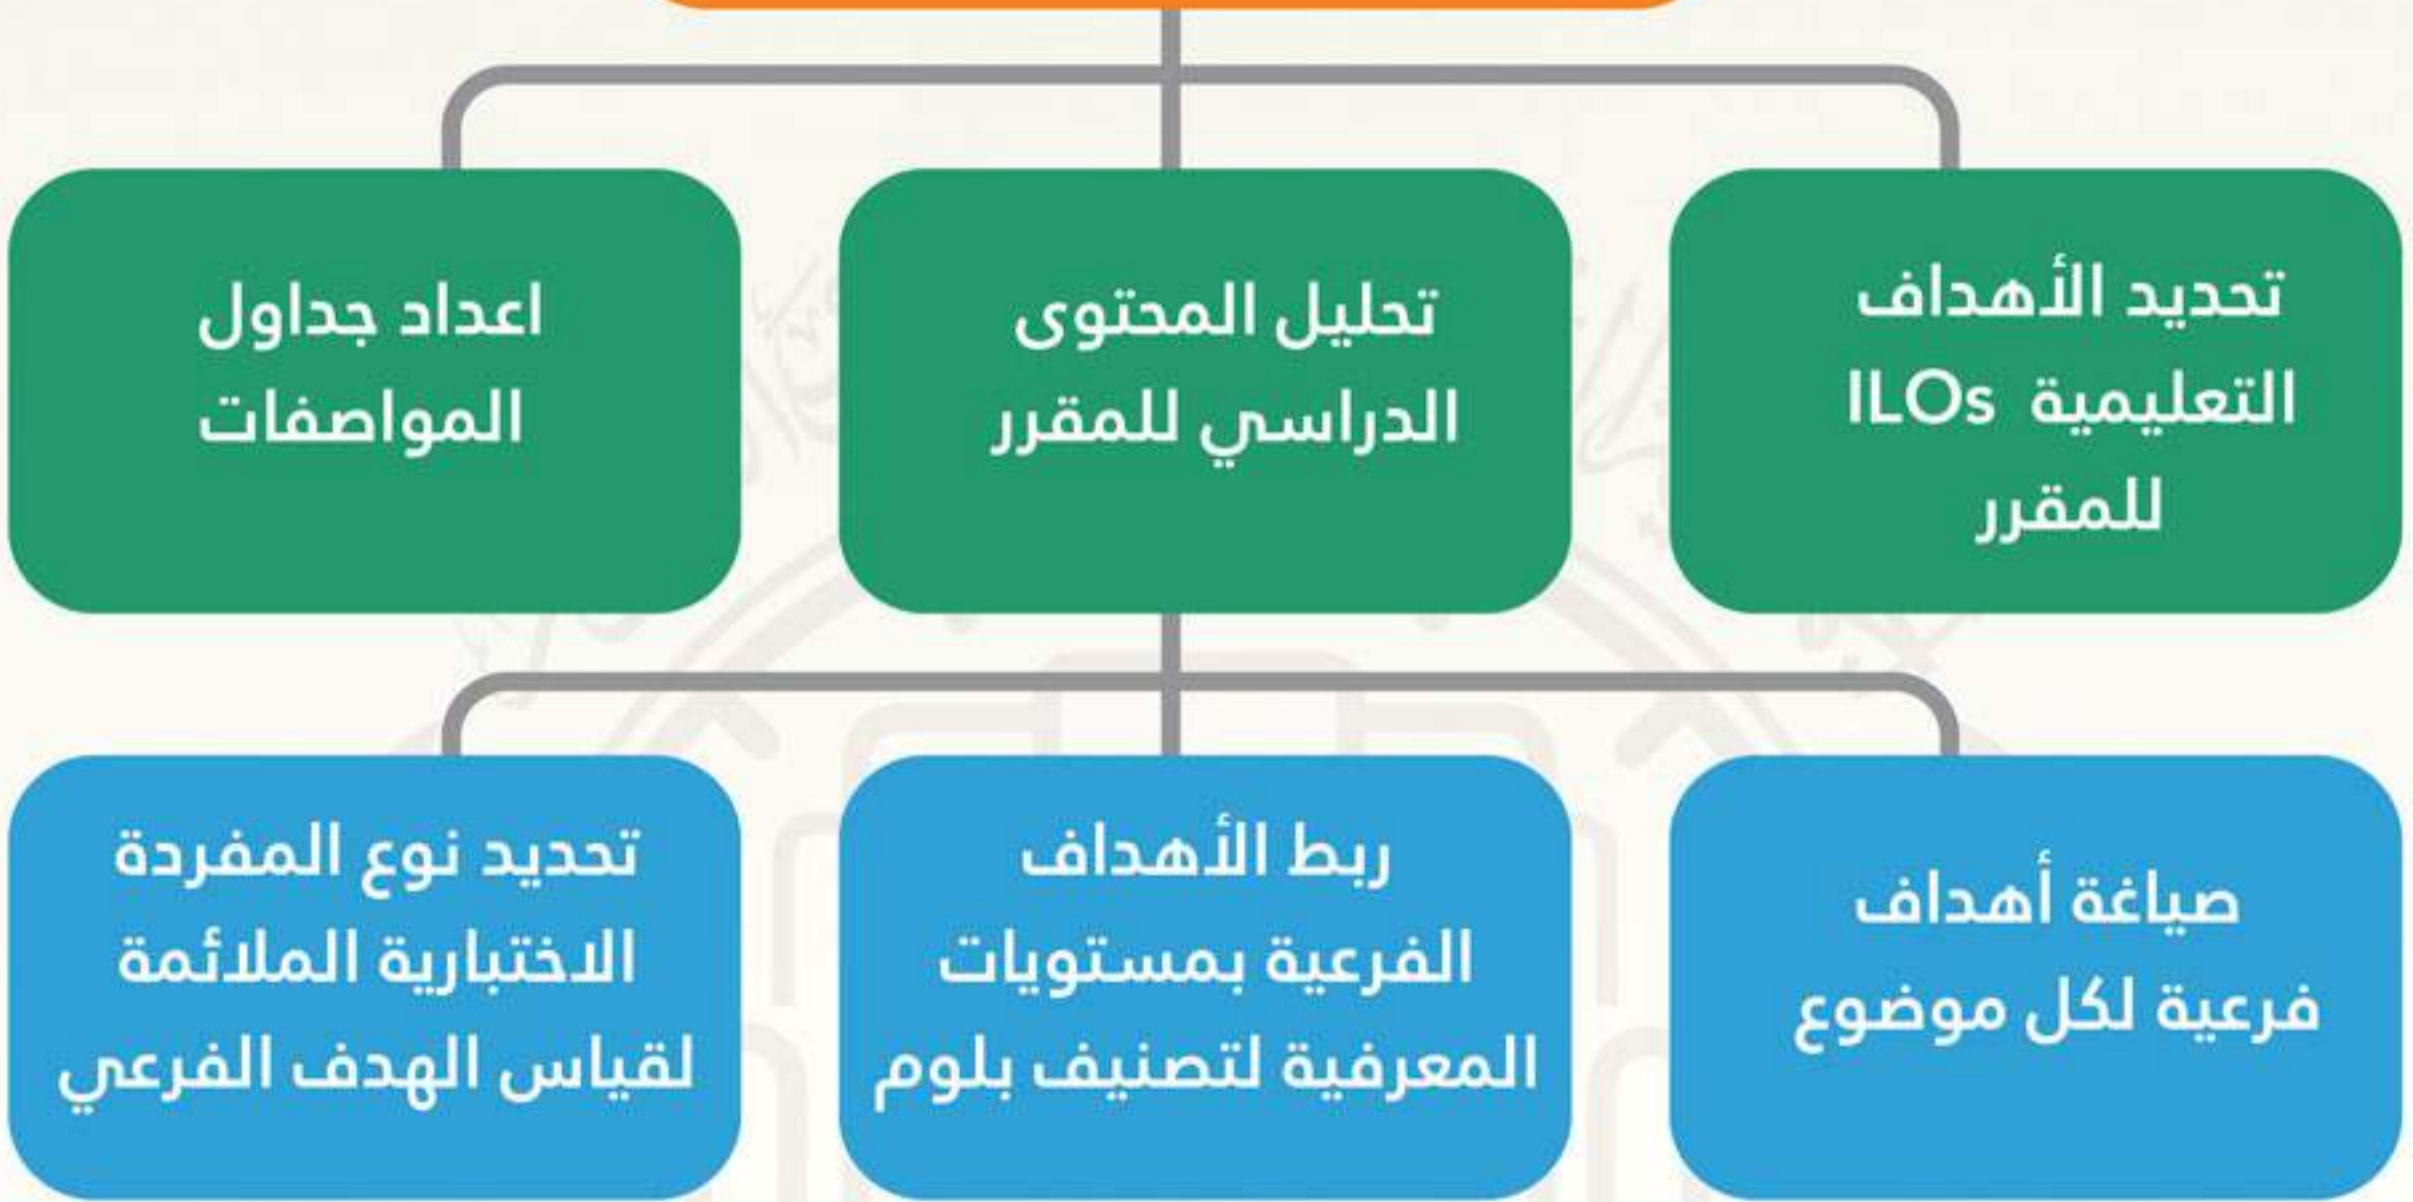 تحديد الأهداف
التعليمية ILOs
للمقرر
تحليل المحتوى
الدراسي للمقرر
اعداد جداول
المواصفات
صياغة أهداف
فرعية لكل موضوع
ربط الأهداف
الفرعية بمستويات
المعرفية لتصنيف بلوم
تحديد نوع المفردة
الاختبارية الملائمة
لقياس الهدف الفرعي